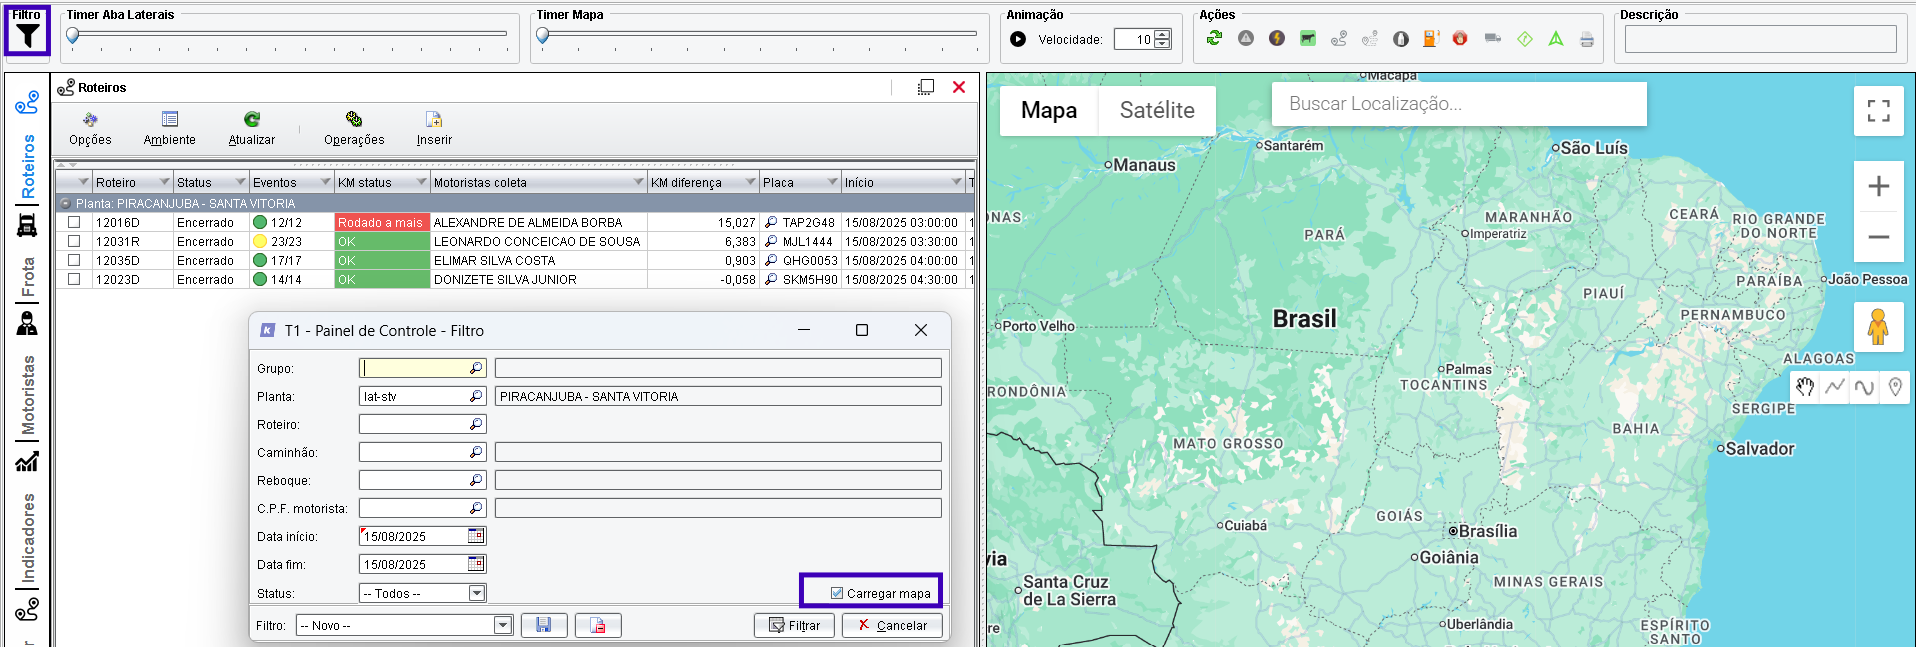 Filtro
Timer Aba Laterais
Timer Mapa
Animação
Velocidade: 10
Ações
Descrição
Roteiros
Frota
Motoristas
Indicadores
Roteiros
Opções Ambiente Atualizar Operações Inserir
Roteiro Status Eventos KM status Motoristas coleta KM diferença Placa Início T
Planta: PIRACANJUBA - SANTA VITORIA
12016D Encerrado 12/12 Rodado a mais ALEXANDRE DE ALMEIDA BORBA 15,027 TAP2G48 15/08/2025 03:00:00 1
12031R Encerrado 23/23 OK LEONARDO CONCEICAO DE SOUSA 6,383 MJL1444 15/08/2025 03:30:00 1
12035D Encerrado 17/17 OK ELIMAR SILVA COSTA 0,903 QHG0053 15/08/2025 04:00:00 1
12023D Encerrado 14/14 OK DONIZETE SILVA JUNIOR -0,058 SKM5H90 15/08/2025 04:30:00 1
T1 - Painel de Controle - Filtro
Grupo:
Planta: lat-stv PIRACANJUBA - SANTA VITORIA
Roteiro:
Caminhão:
Reboque:
C.P.F. motorista:
Data início: 15/08/2025
Data fim: 15/08/2025
Status: -- Todos --
Carregar mapa
Filtro: -- Novo -- Filtrar Cancelar
Mapa Satélite
Buscar Localização...
Macapá
Santarém
São Luís
Manaus
ONAS
MARANHÃO
CEARÁ
RIO GRANDE
DO NORTE
PARÁ
Imperatriz
PARAÍBA
João Pessoa
PIAUÍ
PERNAMBUCO
Porto Velho
Brasil
ALAGOAS
Palmas
TOCANTINS
RONDÔNIA
SERGIPE
MATO GROSSO
BAHIA
Salvador
GOIÁS
Cuiabá
Brasília
Goiânia
via
Santa Cruz
de La Sierra
MINAS GERAIS
re
Uberlândia
ESPÍRITO
SANTO